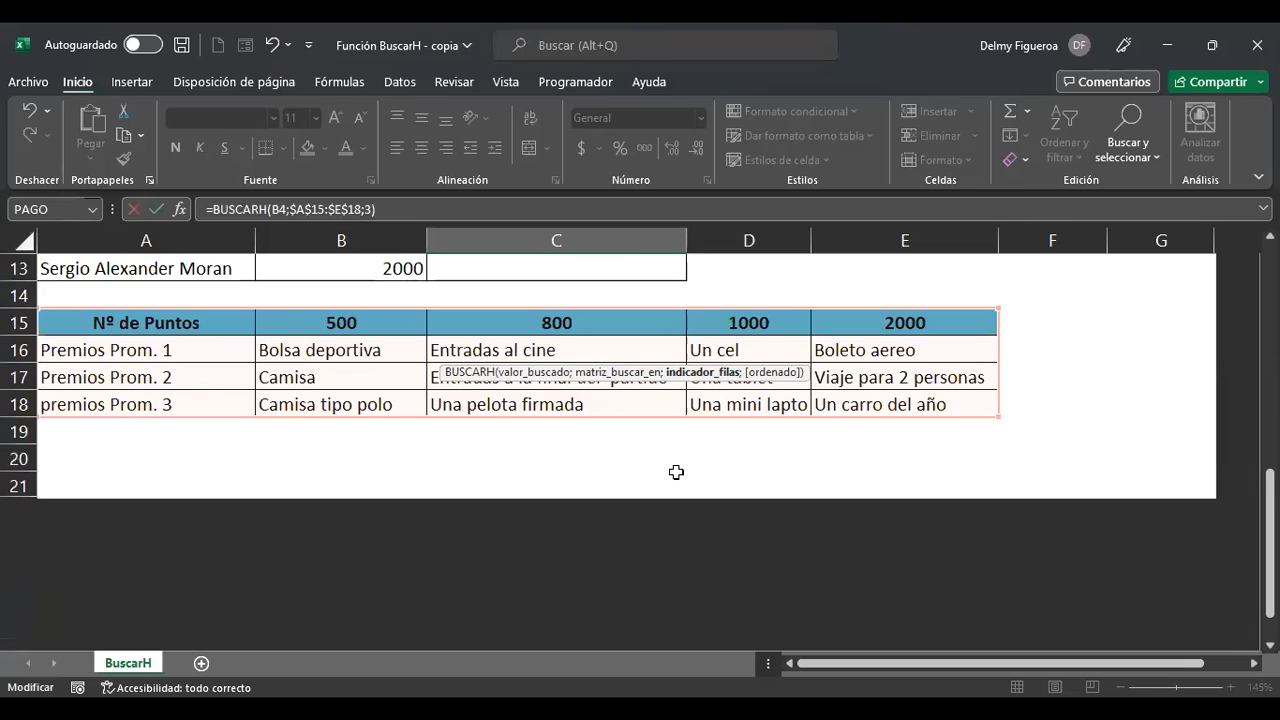 Autoguardado
Función BuscarH - copia
Buscar (Alt+Q)
Delmy Figueroa DF
Archivo Inicio Insertar Disposición de página Fórmulas Datos Revisar Vista Programador Ayuda Comentarios Compartir
Pegar
11
General
N K S
$ % 000
Formato condicional
Dar formato como tabla
Estilos de celda
Insertar
Eliminar
Formato
Ordenar y filtrar
Buscar y seleccionar
Analizar datos
Deshacer Portapapeles Fuente Alineación Número Estilos Celdas Edición Análisis
PAGO fx =BUSCARH(B4;$A$15:$E$18;3)
A B C D E F G
13 Sergio Alexander Moran 2000
14
15 Nº de Puntos 500 800 1000 2000
16 Premios Prom. 1 Bolsa deportiva Entradas al cine Un cel Boleto aereo
BUSCARH(valor_buscado; matriz_buscar_en; indicador_filas; [ordenado])
17 Premios Prom. 2 Camisa Viaje para 2 personas
18 premios Prom. 3 Camisa tipo polo Una pelota firmada Una mini lapto Un carro del año
19
20
21
BuscarH
Modificar Accesibilidad: todo correcto 145%